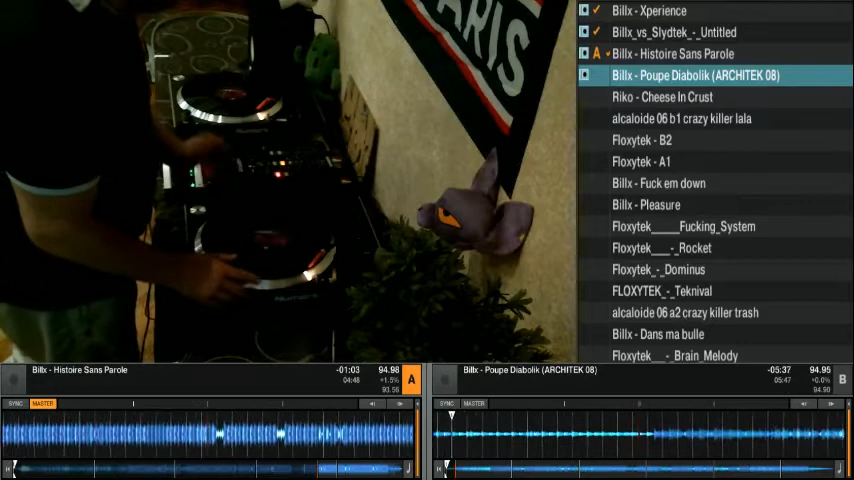 PARIS
Billx - Xperience
Billx_vs_Slydtek_-_Untitled
A Billx - Histoire Sans Parole
Billx - Poupe Diabolik (ARCHITEK 08)
Riko - Cheese In Crust
alcaloide 06 b1 crazy killer lala
Floxytek - B2
Floxytek - A1
Billx - Fuck em down
Billx - Pleasure
Floxytek_____Fucking_System
Floxytek___-_Rocket
Floxytek_-_Dominus
FLOXYTEK_-_Teknival
alcaloide 06 a2 crazy killer trash
Billx - Dans ma bulle
Floxytek__-_Brain_Melody
Billx - Histoire Sans Parole
-01:03 94.98
04:48 +1.5%
93.56
A
SYNC MASTER
Billx - Poupe Diabolik (ARCHITEK 08)
-05:37 94.95
05:47 +0.0%
94.90
B
SYNC MASTER